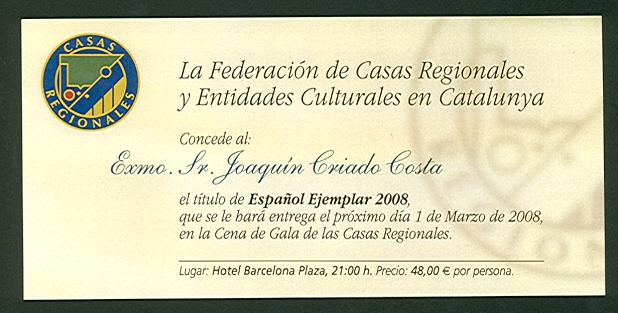 CASAS
REGIONALES
La Federación de Casas Regionales
y Entidades Culturales en Catalunya
Concede al:
Exmo. Sr. Joaquín Criado Costa
el título de Español Ejemplar 2008,
que se le hará entrega el próximo día 1 de Marzo de 2008,
en la Cena de Gala de las Casas Regionales.
Lugar: Hotel Barcelona Plaza, 21:00 h. Precio: 48,00 € por persona.